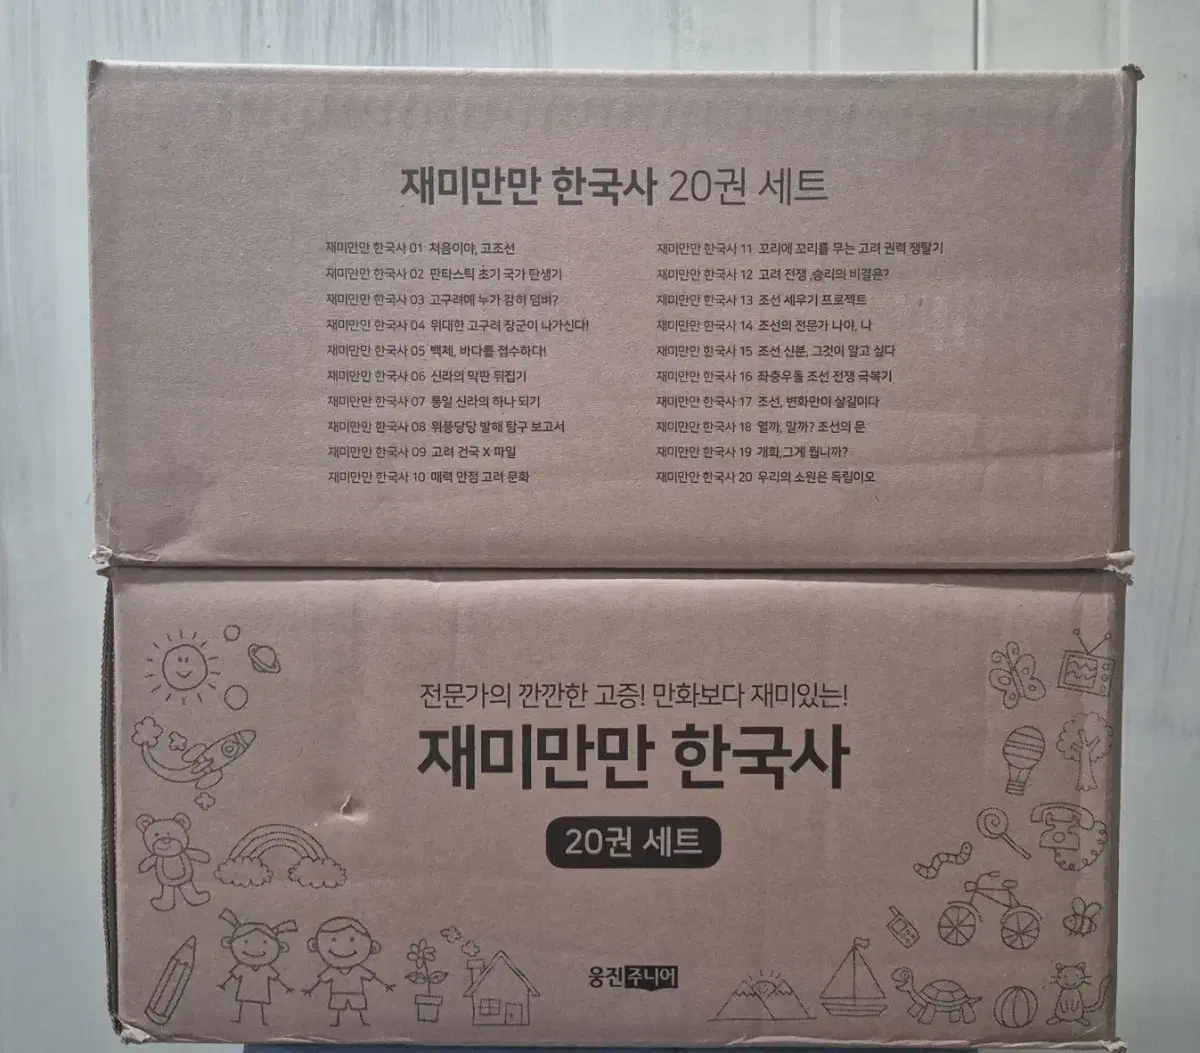 재미만만 한국사 20권 세트
재미만만 한국사 01 처음이야, 고조선
재미만만 한국사 02 판타스틱 초기 국가 탄생기
재미만만 한국사 03 고구려에 누가 감히 덤벼?
재미만만 한국사 04 위대한 고구려 장군이 나가신다!
재미만만 한국사 05 백제, 바다를 접수하다!
재미만만 한국사 06 신라의 막판 뒤집기
재미만만 한국사 07 통일 신라의 하나 되기
재미만만 한국사 08 위풍당당 발해 탐구 보고서
재미만만 한국사 09 고려 건국 X 파일
재미만만 한국사 10 매력 만점 고려 문화
재미만만 한국사 11 꼬리에 꼬리를 무는 고려 권력 쟁탈기
재미만만 한국사 12 고려 전쟁 ,승리의 비결은?
재미만만 한국사 13 조선 세우기 프로젝트
재미만만 한국사 14 조선의 전문가 나야, 나
재미만만 한국사 15 조선 신분, 그것이 알고 싶다
재미만만 한국사 16 좌충우돌 조선 전쟁 극복기
재미만만 한국사 17 조선, 변화만이 살길이다
재미만만 한국사 18 열까, 말까? 조선의 문
재미만만 한국사 19 개화,그게 뭡니까?
재미만만 한국사 20 우리의 소원은 독립이오
전문가의 깐깐한 고증! 만화보다 재미있는!
재미만만 한국사
20권 세트
웅진주니어